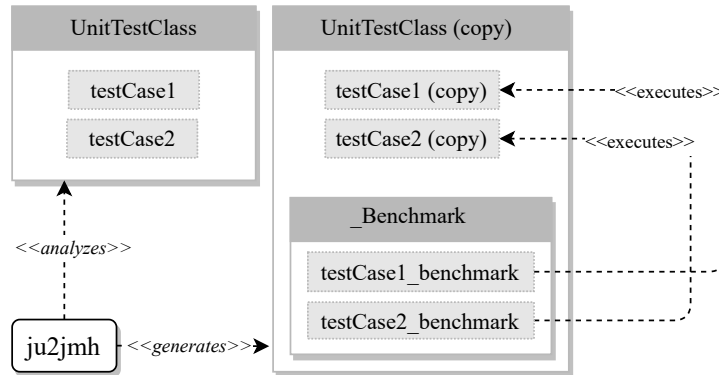 UnitTestClass
testCase1
testCase2
<<analyzes>>
ju2jmh
<<generates>>
UnitTestClass (copy)
testCase1 (copy)
testCase2 (copy)
<<executes>>
<<executes>>
_Benchmark
testCase1_benchmark
testCase2_benchmark